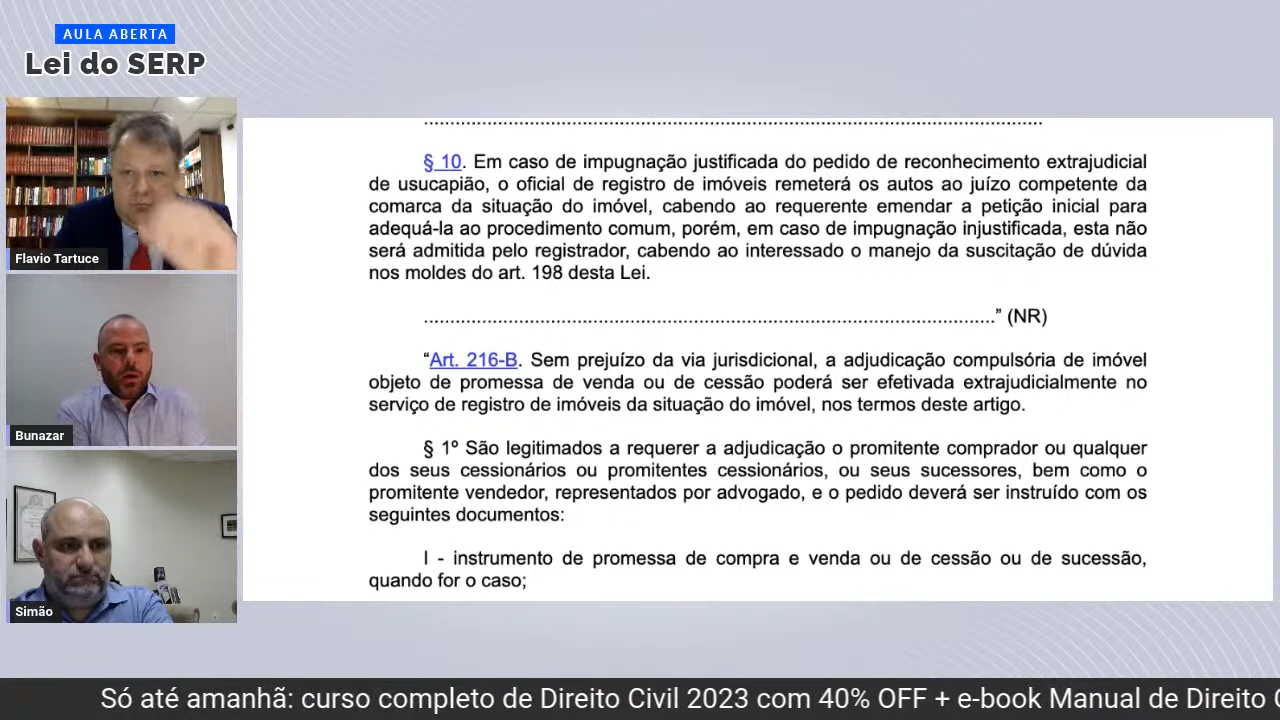 AULA ABERTA
Lei do SERP
Flavio Tartuce
Bunazar
Simão
§ 10. Em caso de impugnação justificada do pedido de reconhecimento extrajudicial
de usucapião, o oficial de registro de imóveis remeterá os autos ao juízo competente da
comarca da situação do imóvel, cabendo ao requerente emendar a petição inicial para
adequá-la ao procedimento comum, porém, em caso de impugnação injustificada, esta não
será admitida pelo registrador, cabendo ao interessado o manejo da suscitação de dúvida
nos moldes do art. 198 desta Lei.
..............................................................................................................” (NR)
“Art. 216-B. Sem prejuízo da via jurisdicional, a adjudicação compulsória de imóvel
objeto de promessa de venda ou de cessão poderá ser efetivada extrajudicialmente no
serviço de registro de imóveis da situação do imóvel, nos termos deste artigo.
§ 1º São legitimados a requerer a adjudicação o promitente comprador ou qualquer
dos seus cessionários ou promitentes cessionários, ou seus sucessores, bem como o
promitente vendedor, representados por advogado, e o pedido deverá ser instruído com os
seguintes documentos:
I - instrumento de promessa de compra e venda ou de cessão ou de sucessão,
quando for o caso;
Só até amanhã: curso completo de Direito Civil 2023 com 40% OFF + e-book Manual de Direito